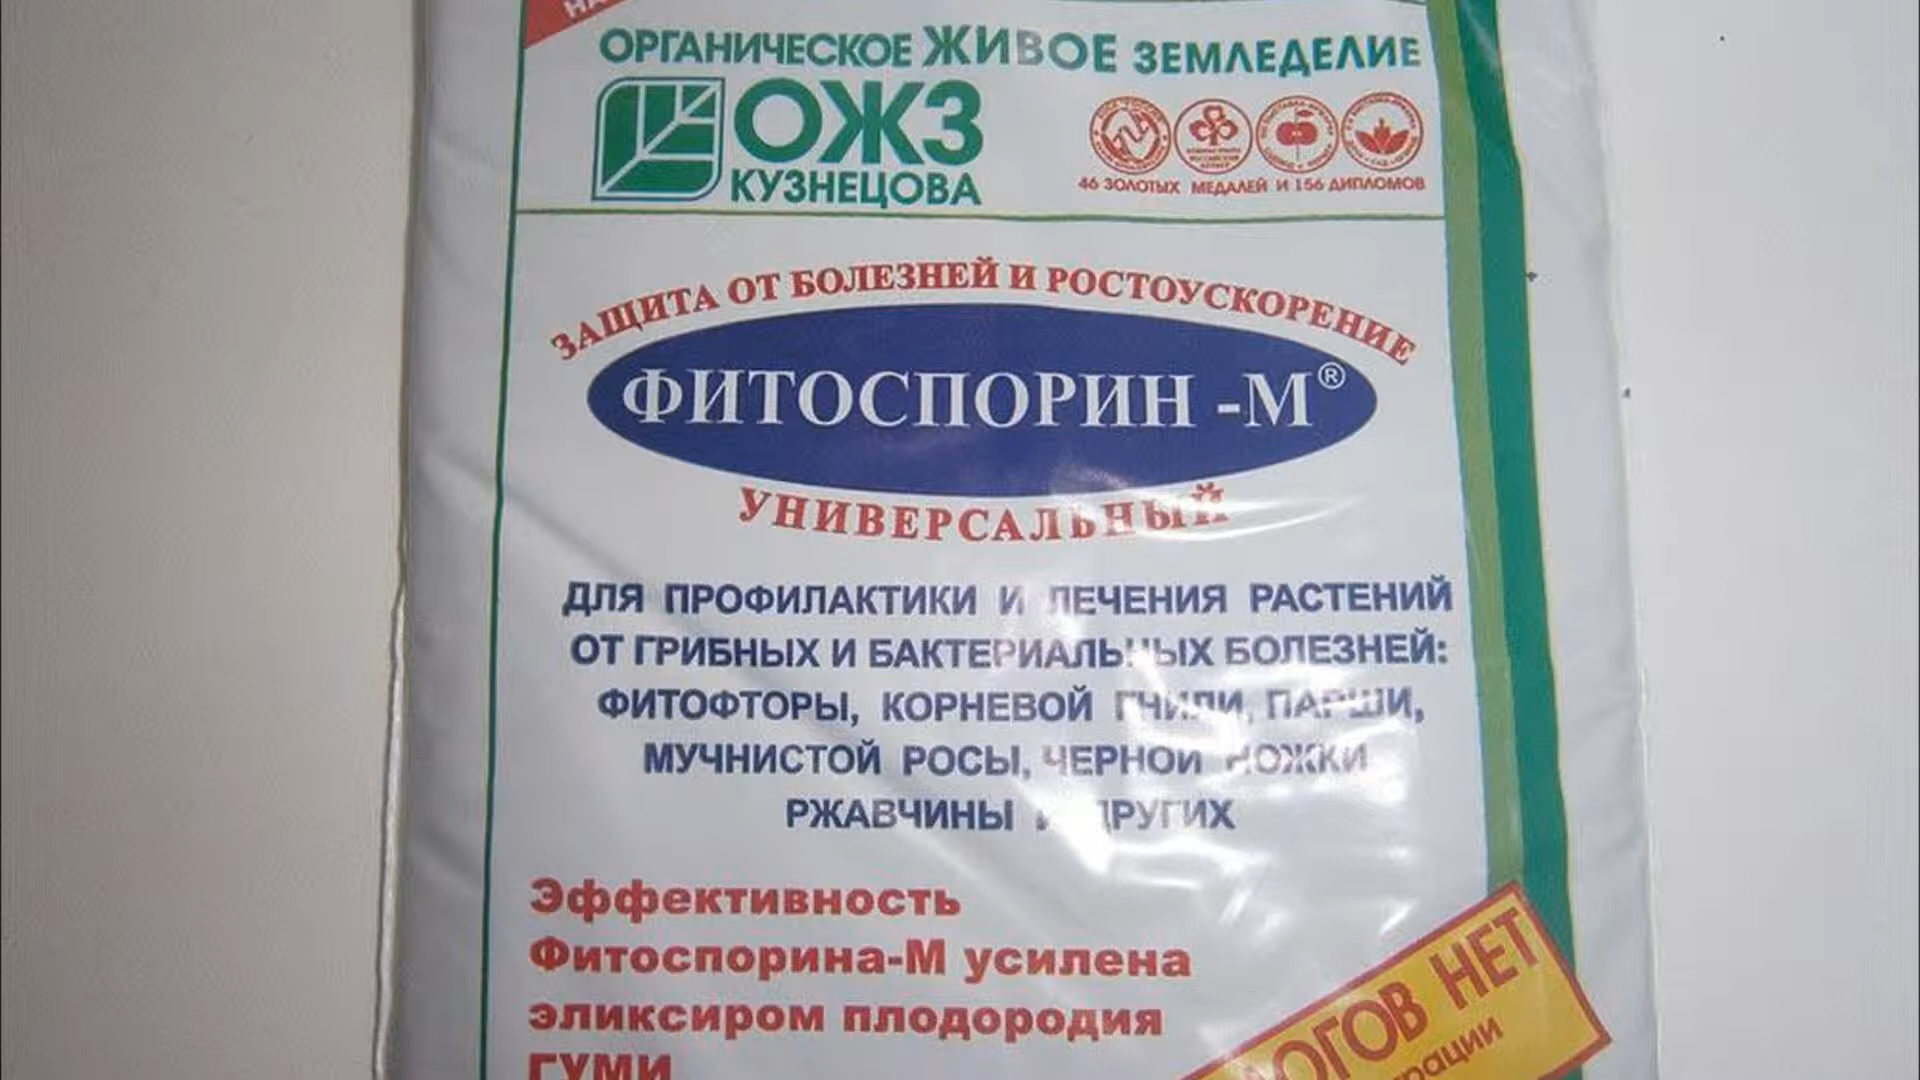 ОРГАНИЧЕСКОЕ ЖИВОЕ ЗЕМЛЕДЕЛИЕ
ОЖЗ
КУЗНЕЦОВА
46 ЗОЛОТЫХ МЕДАЛЕЙ И 156 ДИПЛОМОВ
ЗАЩИТА ОТ БОЛЕЗНЕЙ И РОСТОУСКОРЕНИЕ
ФИТОСПОРИН -М®
УНИВЕРСАЛЬНЫЙ
ДЛЯ ПРОФИЛАКТИКИ И ЛЕЧЕНИЯ РАСТЕНИЙ
ОТ ГРИБНЫХ И БАКТЕРИАЛЬНЫХ БОЛЕЗНЕЙ:
ФИТОФТОРЫ, КОРНЕВОЙ ГНИЛИ, ПАРШИ,
МУЧНИСТОЙ РОСЫ, ЧЕРНОЙ НОЖКИ
РЖАВЧИНЫ И ДРУГИХ
Эффективность
Фитоспорина-М усилена
эликсиром плодородия
ГУМИ
НЕТ